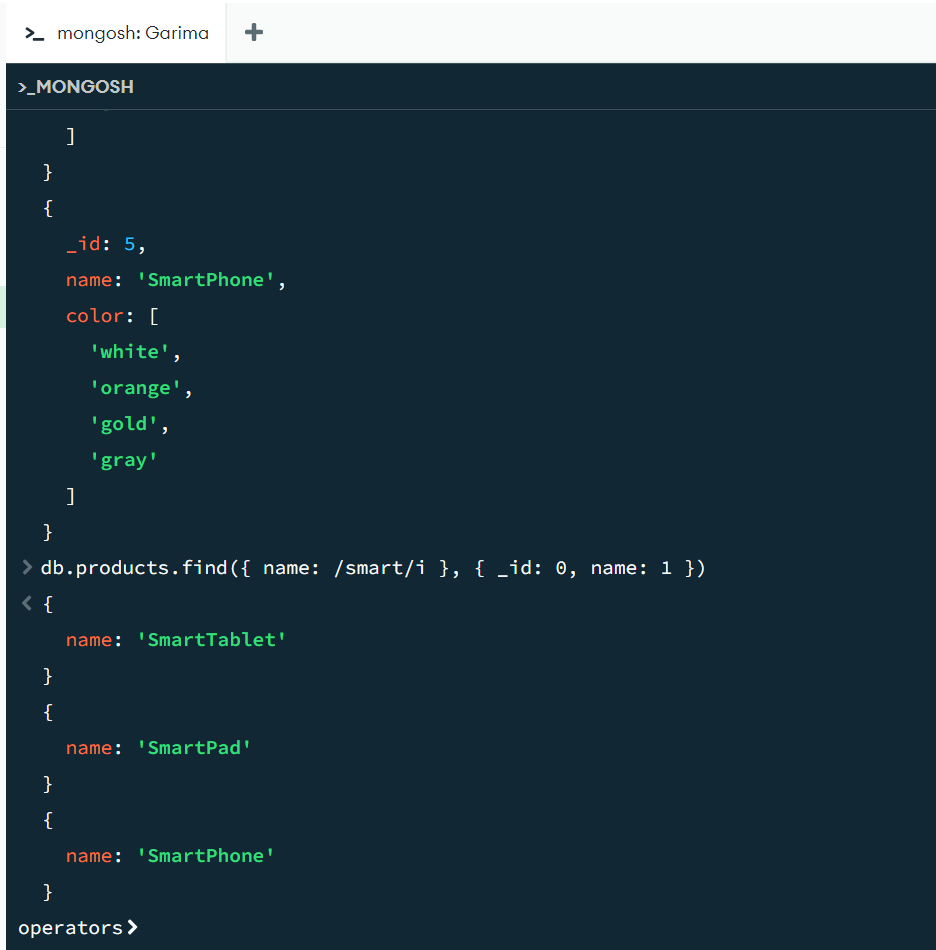 >_ mongosh: Garima +
>_MONGOSH
]
}
{
_id: 5,
name: 'SmartPhone',
color: [
'white',
'orange',
'gold',
'gray'
]
}
> db.products.find({ name: /smart/i }, { _id: 0, name: 1 })
< {
name: 'SmartTablet'
}
{
name: 'SmartPad'
}
{
name: 'SmartPhone'
}
operators>